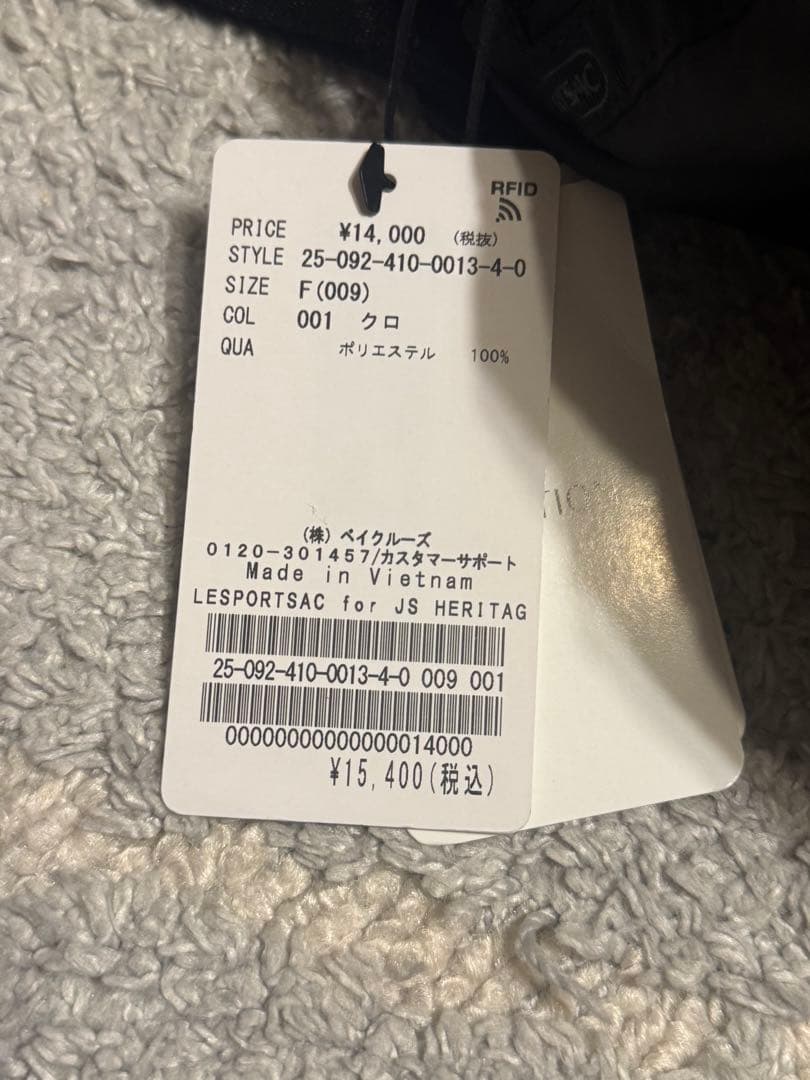 RFID
PRICE ¥14,000 (税抜)
STYLE 25-092-410-0013-4-0
SIZE F(009)
COL 001 クロ
QUA ポリエステル 100%
(株) ベイクルーズ
0120-301457/カスタマーサポート
Made in Vietnam
LESPORTSAC for JS HERITAG
25-092-410-0013-4-0 009 001
00000000000000014000
¥15,400(税込)